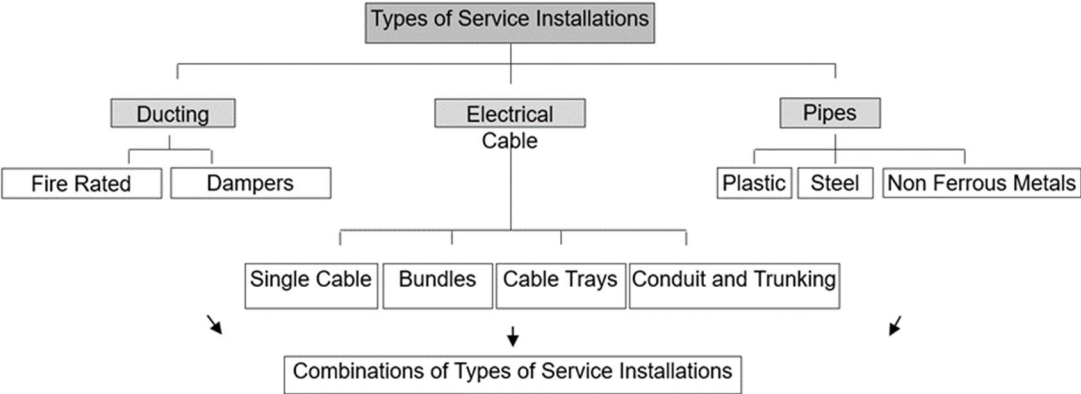 Types of Service Installations
Ducting
Electrical
Cable
Pipes
Fire Rated
Dampers
Plastic
Steel
Non Ferrous Metals
Single Cable
Bundles
Cable Trays
Conduit and Trunking
Combinations of Types of Service Installations